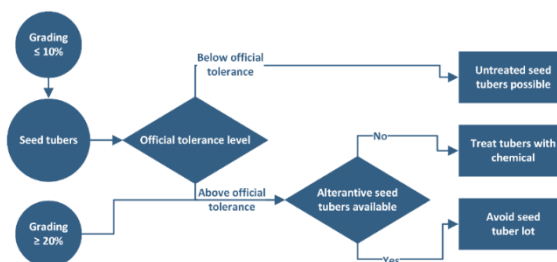 Grading
≤ 10%
Below official
tolerance
Untreated seed
tubers possible
Seed tubers
Official tolerance level
No
Treat tubers with
chemical
Above official
tolerance
Alterantive seed
tubers available
Grading
≥ 20%
Avoid seed
tuber lot
Yes